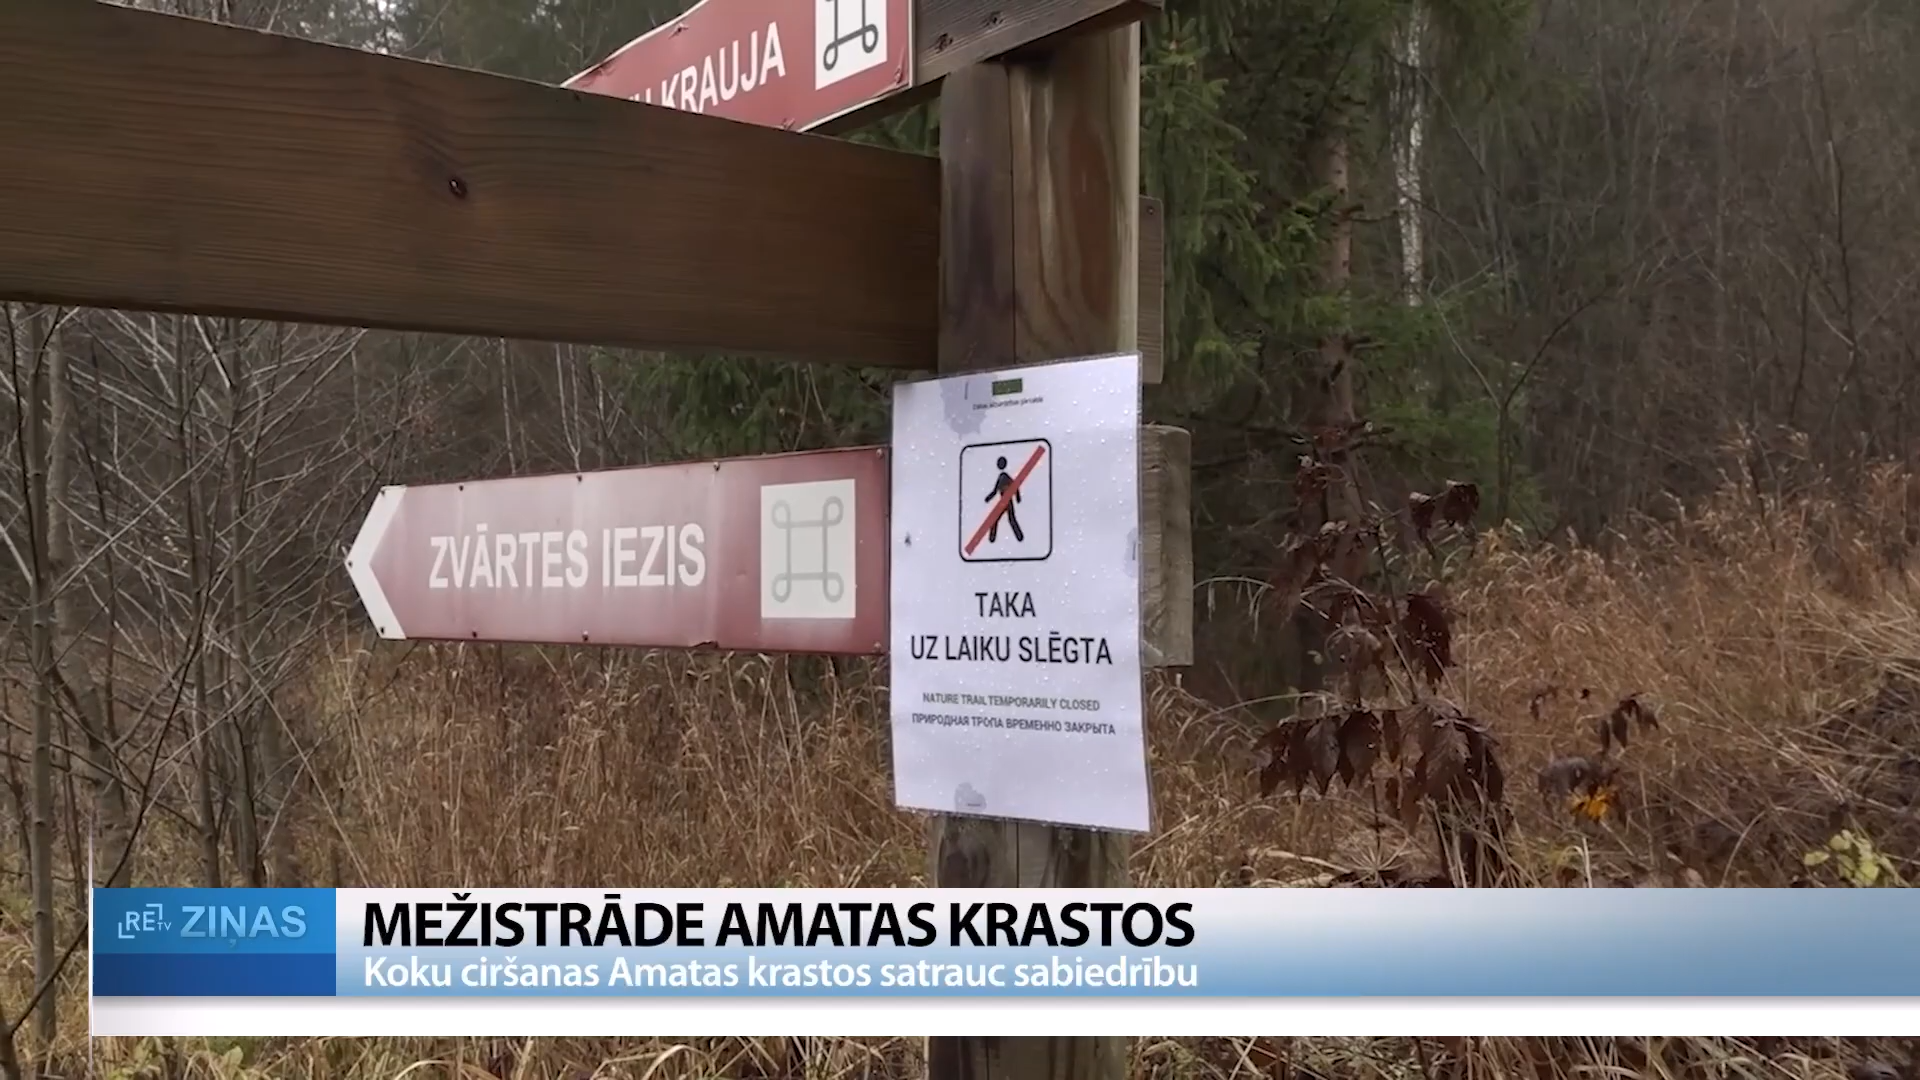 KRAUJA
ZVĀRTES IEZIS
TAKA
UZ LAIKU SLĒGTA
NATURE TRAIL TEMPORARILY CLOSED
ПРИРОДНАЯ ТРОПА ВРЕМЕННО ЗАКРЫТА
RE TV ZIŅAS
MEŽISTRĀDE AMATAS KRASTOS
Koku ciršanas Amatas krastos satrauc sabiedrību